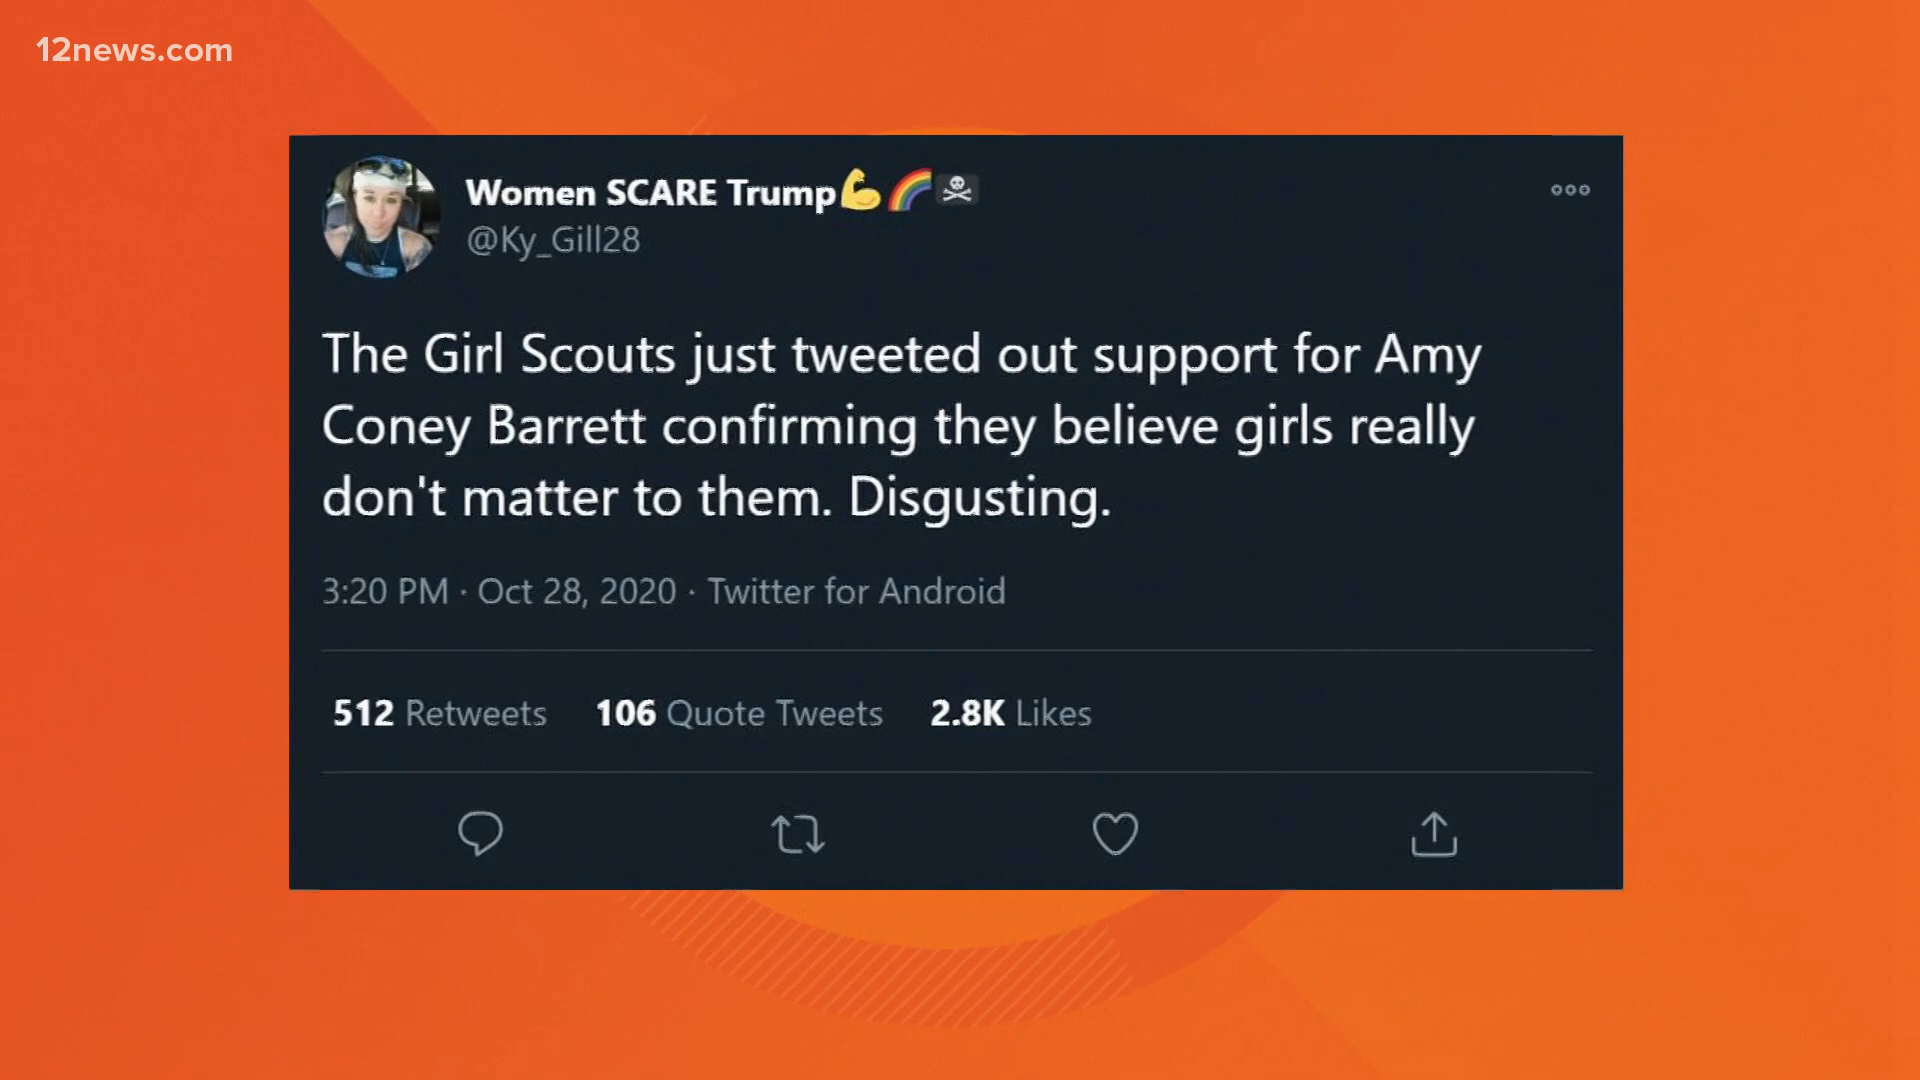 12news.com
Women SCARE Trump💪🌈🏴‍☠️
@Ky_Gill28
The Girl Scouts just tweeted out support for Amy
Coney Barrett confirming they believe girls really
don't matter to them. Disgusting.
3:20 PM · Oct 28, 2020 · Twitter for Android
512 Retweets 106 Quote Tweets 2.8K Likes